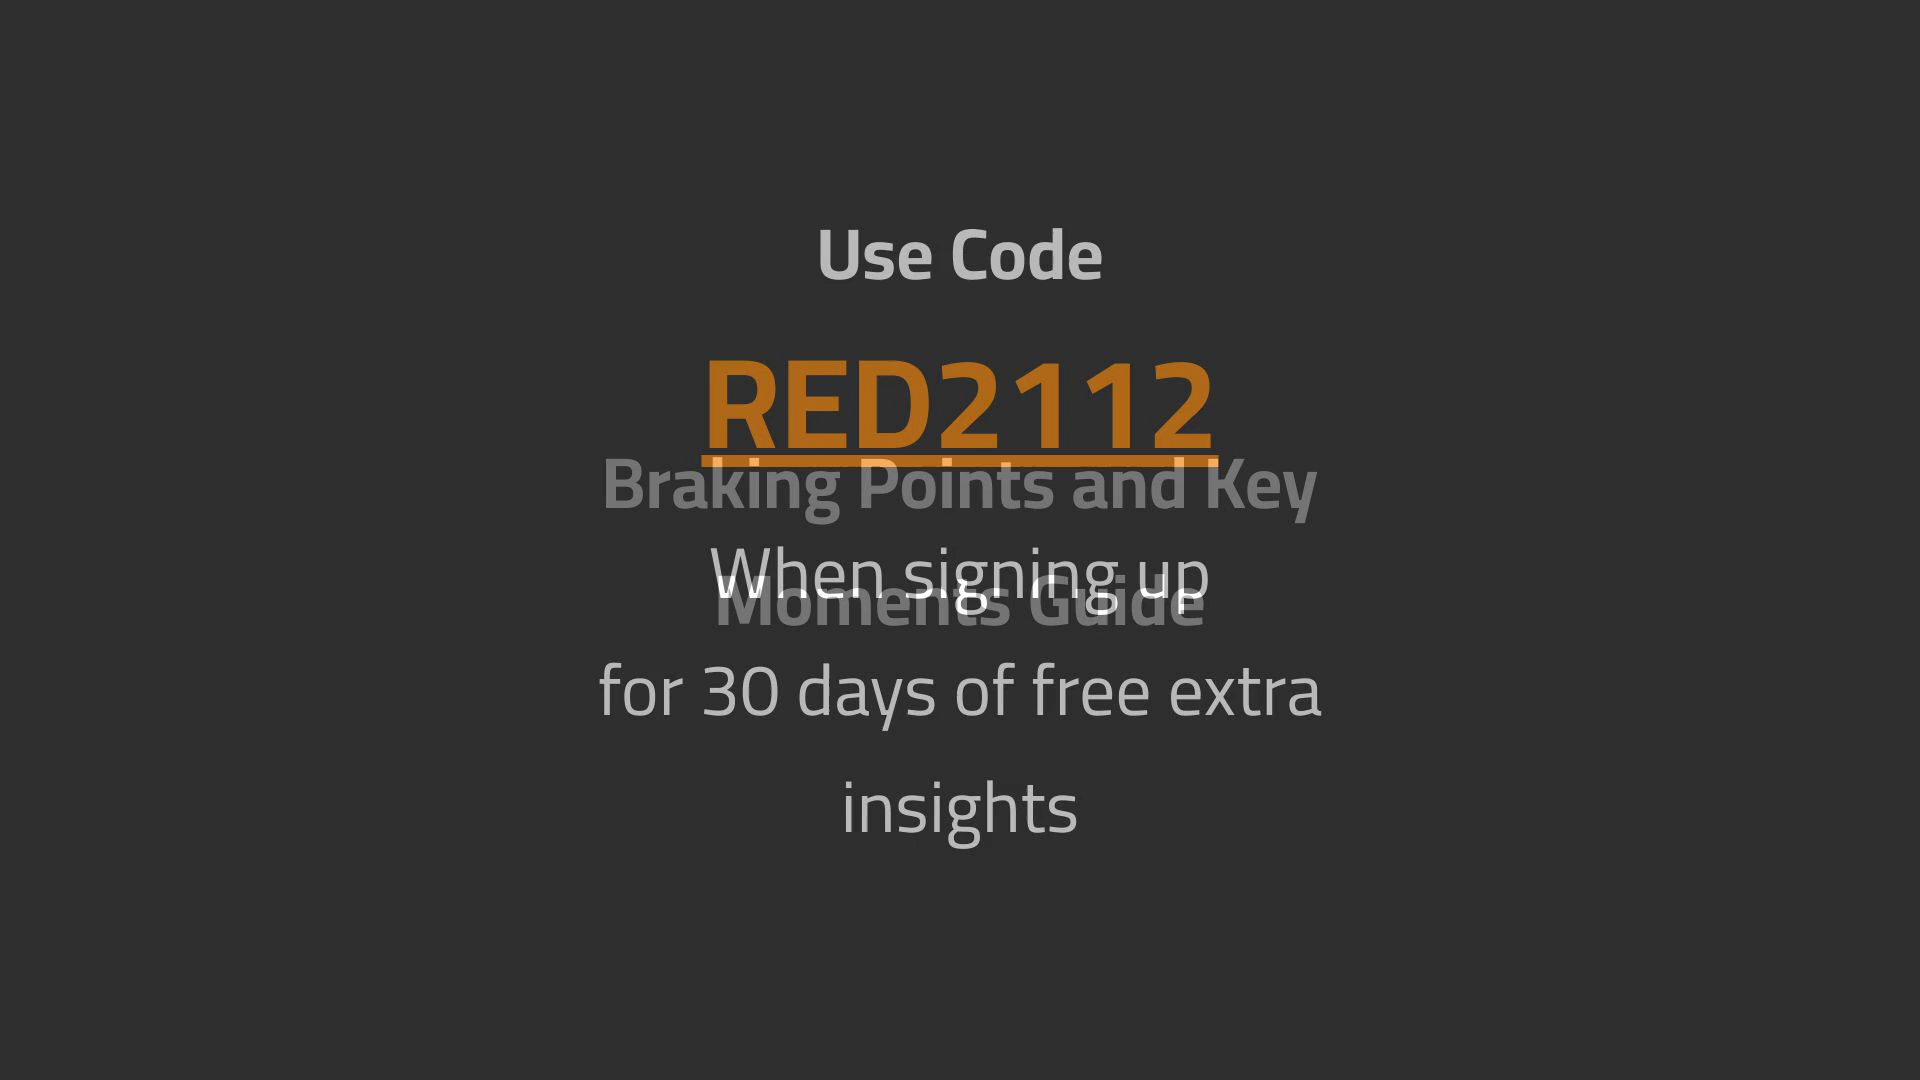 Use Code
RED2112
Braking Points and Key
When signing up
Moments Guide
for 30 days of free extra
insights